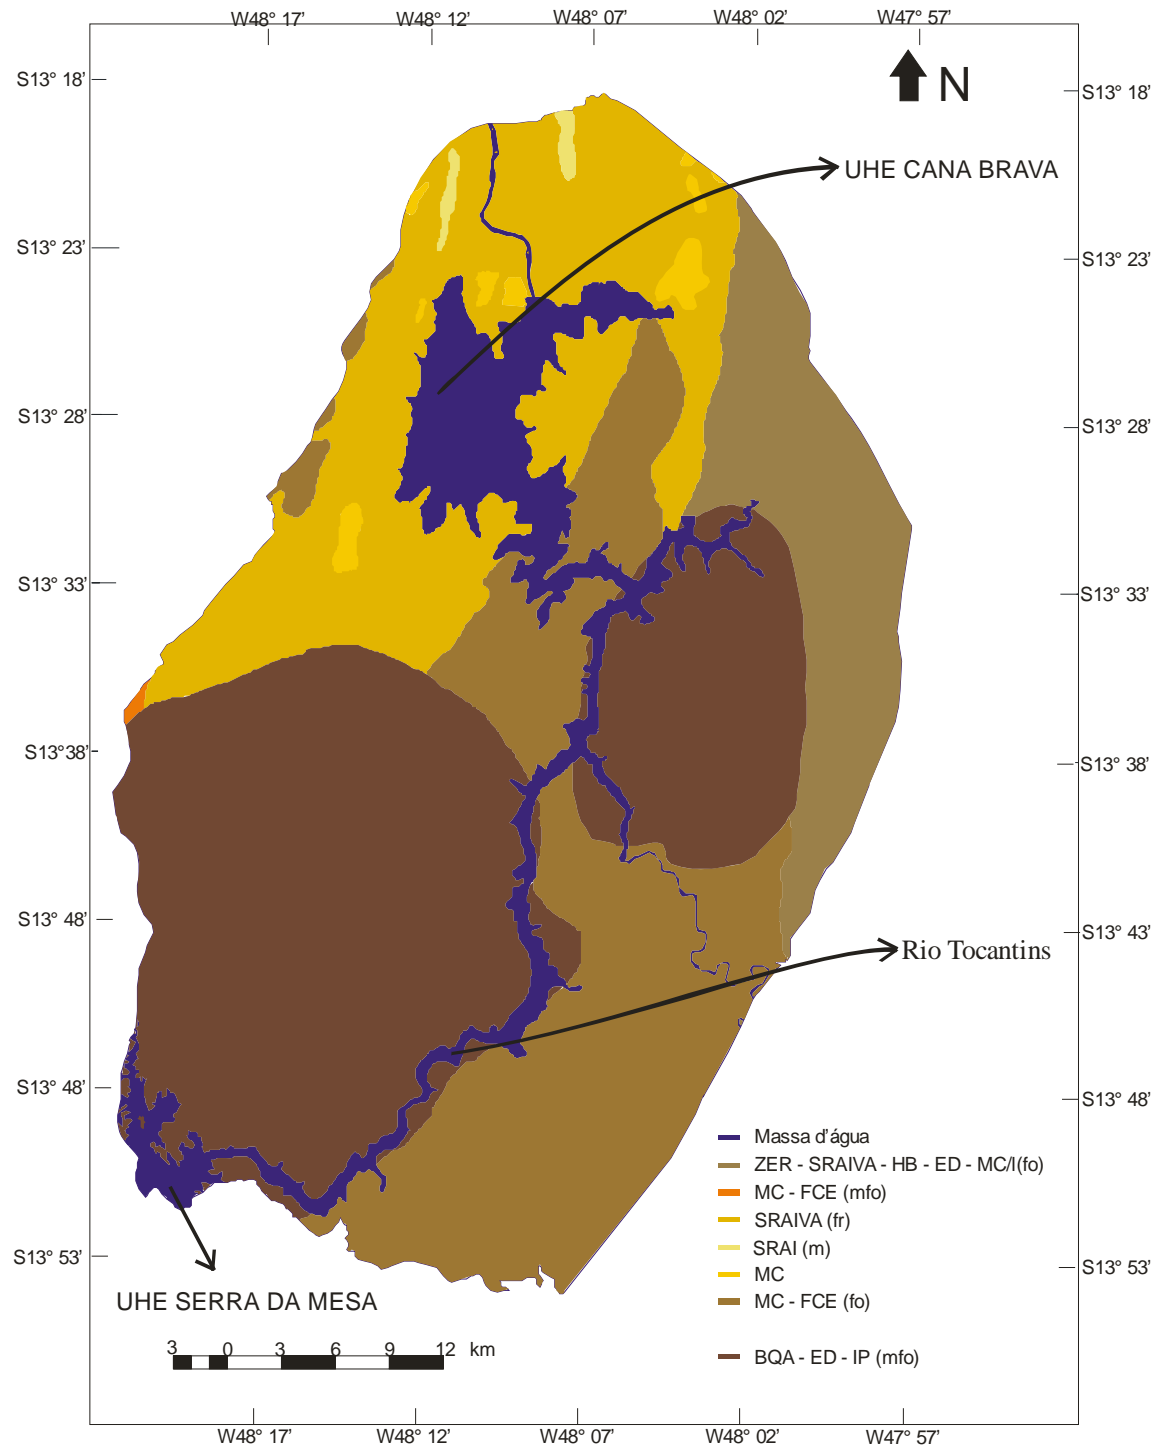 W48° 17' W48° 12' W48° 07' W48° 02' W47° 57'
S13° 18' S13° 18'
N
UHE CANA BRAVA
S13° 23' S13° 23'
S13° 28' S13° 28'
S13° 33' S13° 33'
S13° 38' S13° 38'
S13° 48' S13° 43'
Rio Tocantins
S13° 48' S13° 48'
Massa d'água
ZER - SRAIVA - HB - ED - MC/I(fo)
MC - FCE (mfo)
SRAIVA (fr)
SRAI (m)
MC
MC - FCE (fo)
BQA - ED - IP (mfo)
S13° 53' S13° 53'
UHE SERRA DA MESA
3 0 3 6 9 12 km
W48° 17' W48° 12' W48° 07' W48° 02' W47° 57'